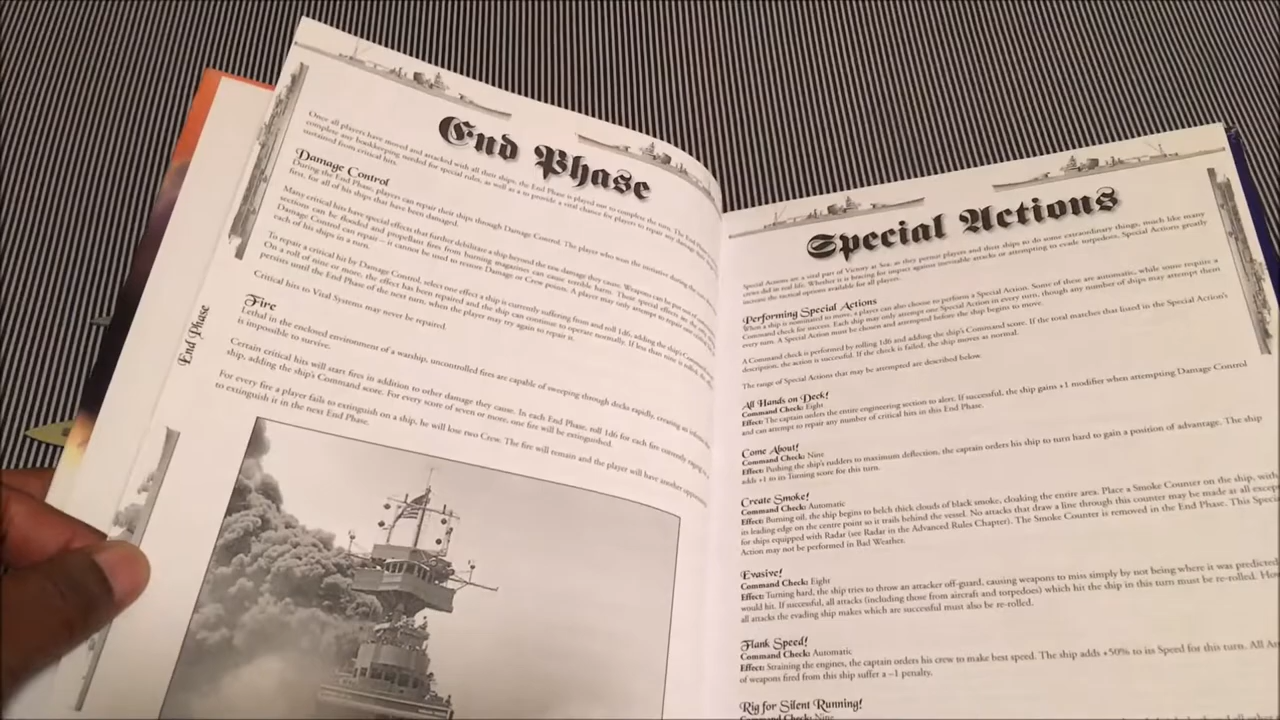 End Phase
Once all players have moved and attacked with all their ships, the End Phase is played out to complete the turn. The End
complete any bookkeeping needed for special rules, as well as a to provide a vital chance for players to repair any damage
sustained from critical hits.
Damage Control
During the End Phase, players can repair their ships through Damage Control. The player who won the initiative during the
first, for all of his ships that have been damaged.
Many critical hits have special effects that further debilitate a ship beyond the raw damage they cause. Weapons can be put out of
sections can be flooded and propellant fires from burning magazines can cause terrible harm. These special effects are the only
Damage Control can repair – it cannot be used to restore Damage or Crew points. A player may only attempt to repair one
each of his ships in a turn.
To repair a critical hit by Damage Control, select one effect a ship is currently suffering from and roll 1d6, adding the ship's Command
On a roll of nine or more, the effect has been repaired and the ship can continue to operate normally. If less than nine is rolled, the
persists until the End Phase of the next turn, when the player may try again to repair it.
Critical hits to Vital Systems may never be repaired.
Fire
Lethal in the enclosed environment of a warship, uncontrolled fires are capable of sweeping through decks rapidly, creating an inferno
is impossible to survive.
Certain critical hits will start fires in addition to other damage they cause. In each End Phase, roll 1d6 for each fire currently raging on
ship, adding the ship's Command score. For every score of seven or more, one fire will be extinguished.
For every fire a player fails to extinguish on a ship, he will lose two Crew. The fire will remain and the player will have another
to extinguish it in the next End Phase.
End Phase
Special Actions
Special Actions are a vital part of Victory at Sea, as they permit players and their ships to do some extraordinary things, much like many
crews did in real life. Whether it is bracing for impact against inevitable attacks or attempting to evade torpedoes, Special Actions greatly
increase the tactical options available for all players.
Performing Special Actions
When a ship is nominated to move, a player can also choose to perform a Special Action. Some of these are automatic, while some require a
Command check for success. Each ship may only attempt one Special Action in every turn, though any number of ships may attempt them
every turn. A Special Action must be chosen and attempted before the ship begins to move.
A Command check is performed by rolling 1d6 and adding the ship's Command score. If the total matches that listed in the Special Action's
description, the action is successful. If the check is failed, the ship moves as normal.
The range of Special Actions that may be attempted are described below.
All Hands on Deck!
Command Check: Eight
Effect: The captain orders the entire engineering section to alert. If successful, the ship gains +1 modifier when attempting Damage Control
and can attempt to repair any number of critical hits in this End Phase.
Come About!
Command Check: Nine
Effect: Pushing the ship's rudders to maximum deflection, the captain orders his ship to turn hard to gain a position of advantage. The ship
adds +1 to its Turning score for this turn.
Create Smoke!
Command Check: Automatic
Effect: Burning oil, the ship begins to belch thick clouds of black smoke, cloaking the entire area. Place a Smoke Counter on the ship, with
its leading edge on the centre point so it trails behind the vessel. No attacks that draw a line through this counter may be made at all except
for ships equipped with Radar (see Radar in the Advanced Rules Chapter). The Smoke Counter is removed in the End Phase. This Special
Action may not be performed in Bad Weather.
Evasive!
Command Check: Eight
Effect: Turning hard, the ship tries to throw an attacker off-guard, causing weapons to miss simply by not being where it was predicted
would hit. If successful, all attacks (including those from aircraft and torpedoes) which hit the ship in this turn must be re-rolled. How
all attacks the evading ship makes which are successful must also be re-rolled.
Flank Speed!
Command Check: Automatic
Effect: Straining the engines, the captain orders his crew to make best speed. The ship adds +50% to its Speed for this turn. All
of weapons fired from this ship suffer a –1 penalty.
Rig for Silent Running!
Command Check: Nine